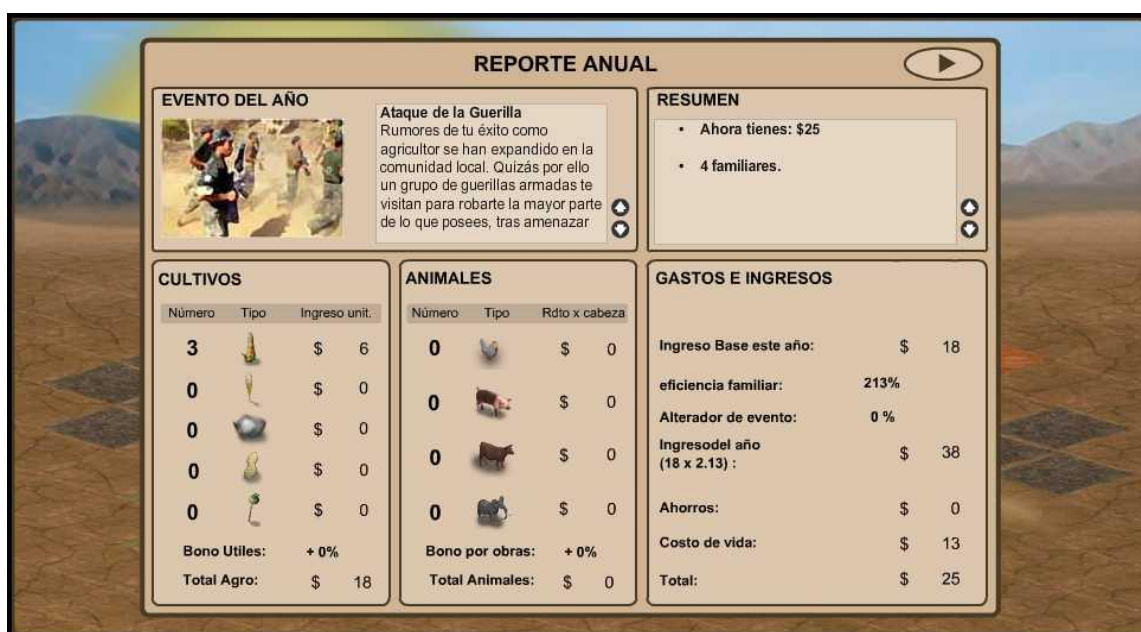 REPORTE ANUAL
EVENTO DEL AÑO
Ataque de la Guerilla
Rumores de tu éxito como
agricultor se han expandido en la
comunidad local. Quizás por ello
un grupo de guerillas armadas te
visitan para robarte la mayor parte
de lo que posees, tras amenazar
RESUMEN
• Ahora tienes: $25
• 4 familiares.
CULTIVOS
Número Tipo Ingreso unit.
3 $ 6
0 $ 0
0 $ 0
0 $ 0
0 $ 0
Bono Utiles: + 0%
Total Agro: $ 18
ANIMALES
Número Tipo Rdto x cabeza
0 $ 0
0 $ 0
0 $ 0
0 $ 0
Bono por obras: + 0%
Total Animales: $ 0
GASTOS E INGRESOS
Ingreso Base este año: $ 18
eficiencia familiar: 213%
Alterador de evento: 0 %
Ingresodel año
(18 x 2.13) : $ 38
Ahorros: $ 0
Costo de vida: $ 13
Total: $ 25